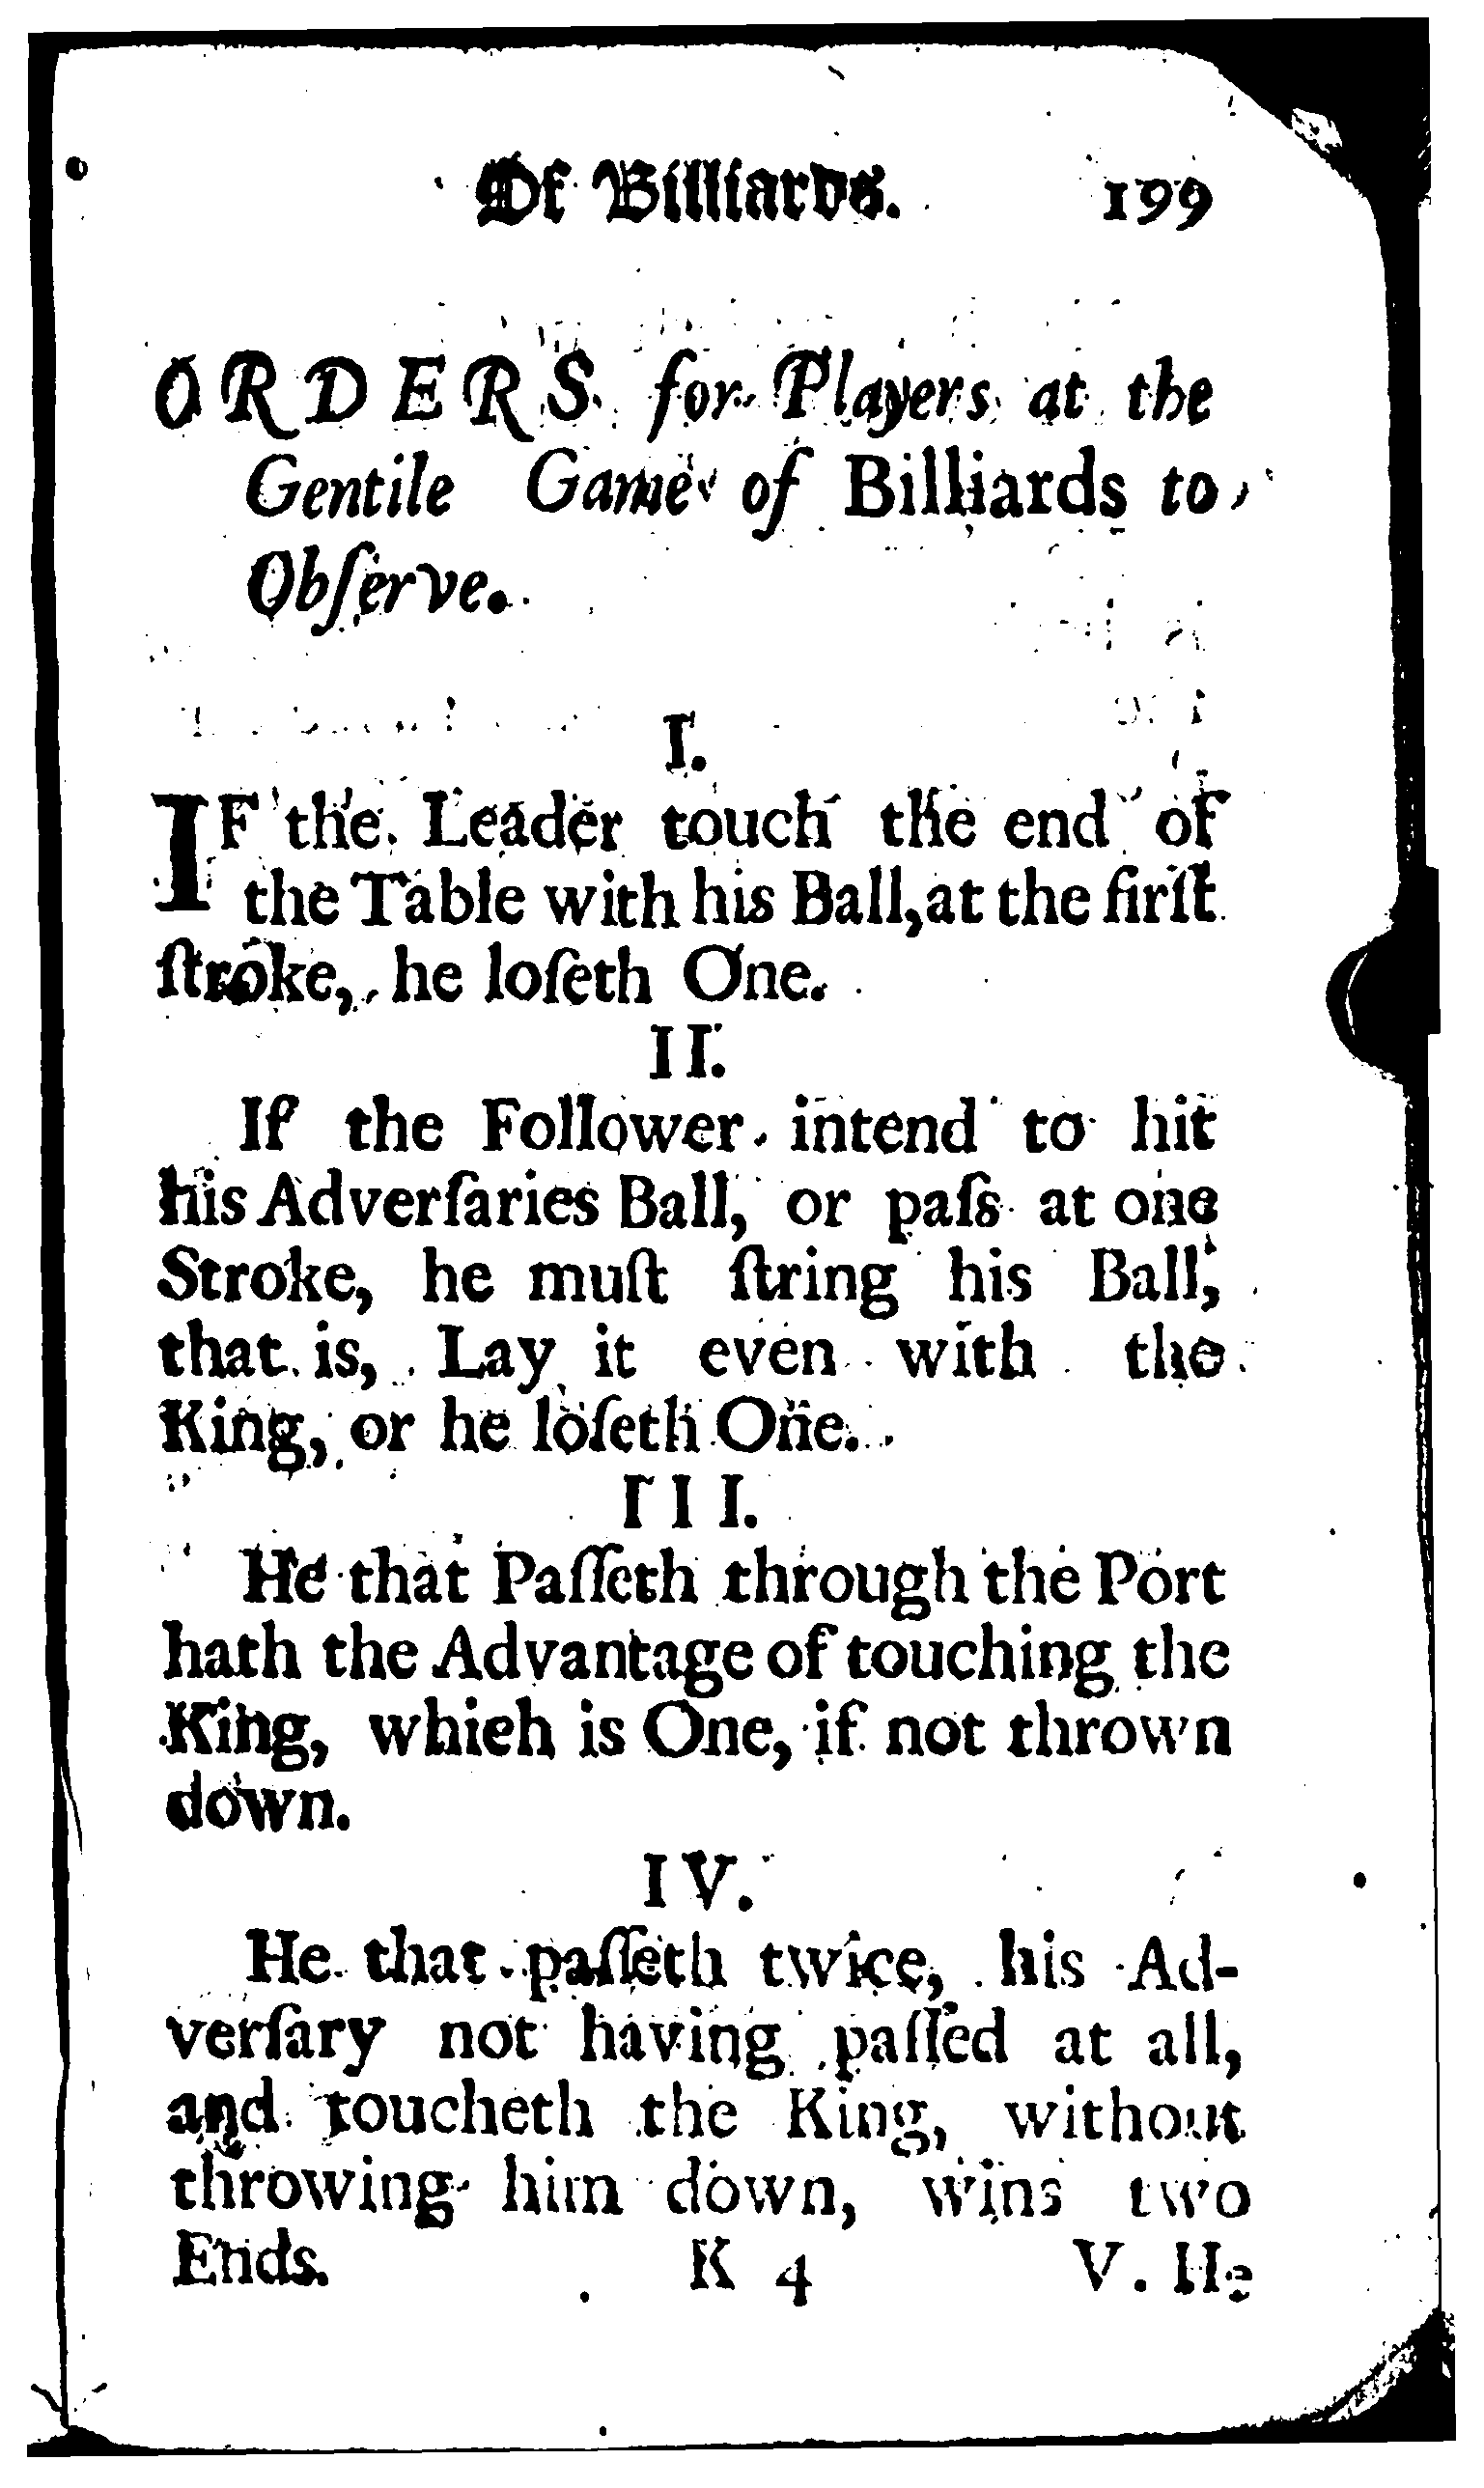 Of Billiards. 199
ORDERS for Players at the
Gentile Game of Billiards to
Obſerve.
I.
IF the Leader touch the end of
the Table with his Ball, at the firſt
ſtroke, he loſeth One.
II.
If the Follower intend to hit
his Adverſaries Ball, or paſs at one
Stroke, he muſt ſtring his Ball,
that is, Lay it even with the
King, or he loſeth One.
III.
He that Paſſeth through the Port
hath the Advantage of touching the
King, which is One, if not thrown
down.
IV.
He that paſſeth twice, his Ad-
verſary not having paſſed at all,
and toucheth the King, without
throwing him down, wins two
Ends. K 4 V. He